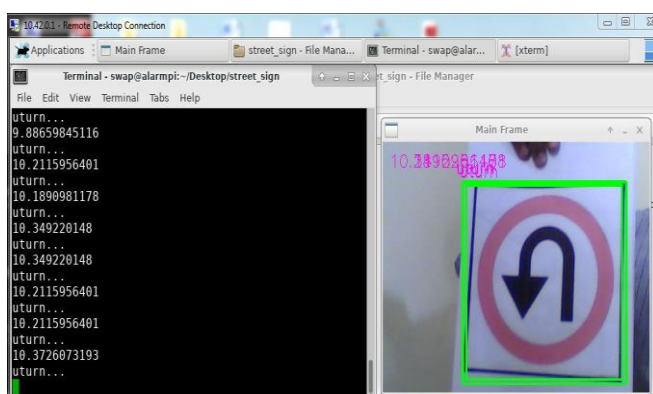 10.42.0.1 - Remote Desktop Connection
Applications Main Frame street_sign - File Mana... Terminal - swap@alar... [xterm]
Terminal - swap@alarmpi:~/Desktop/street_sign
et_sign - File Manager
File Edit View Terminal Tabs Help
uturn...
9.88659845116
uturn...
10.2115956401
uturn...
10.1890981178
uturn...
10.349220148
uturn...
10.349220148
uturn...
10.2115956401
uturn...
10.2115956401
uturn...
10.3726073193
uturn...
Main Frame
uturn